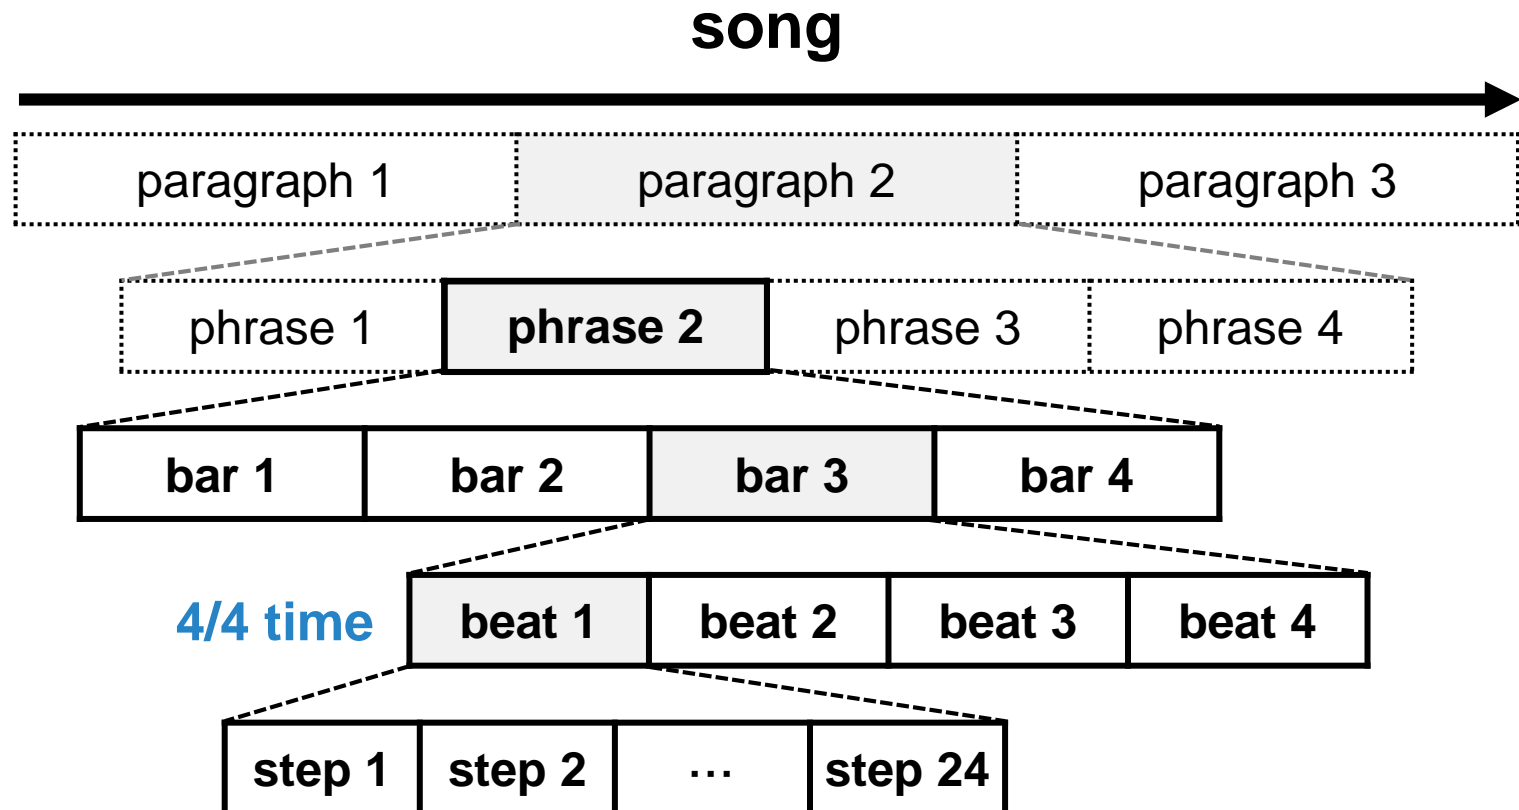 song
paragraph 1 paragraph 2 paragraph 3
phrase 1 phrase 2 phrase 3 phrase 4
bar 1 bar 2 bar 3 bar 4
4/4 time beat 1 beat 2 beat 3 beat 4
step 1 step 2 ... step 24